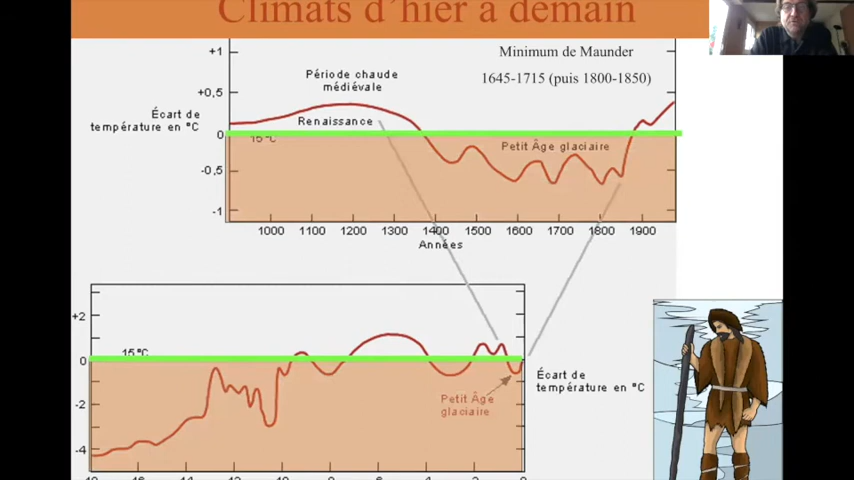 Climats d'hier à demain
+1
Minimum de Maunder
1645-1715 (puis 1800-1850)
Période chaude
médiévale
+0,5
Écart de
température en °C
Renaissance
0
15 °C
Petit Âge glaciaire
-0,5
-1
1000 1100 1200 1300 1400 1500 1600 1700 1800 1900
Années
+2
15 °C
0
Écart de
température en °C
-2
Petit Âge
glaciaire
-4